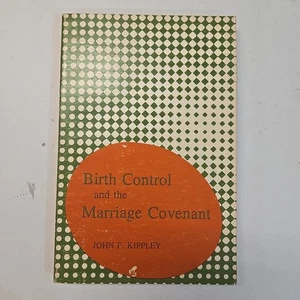 Birth Control
and the
Marriage Covenant
JOHN F. KIPPLEY